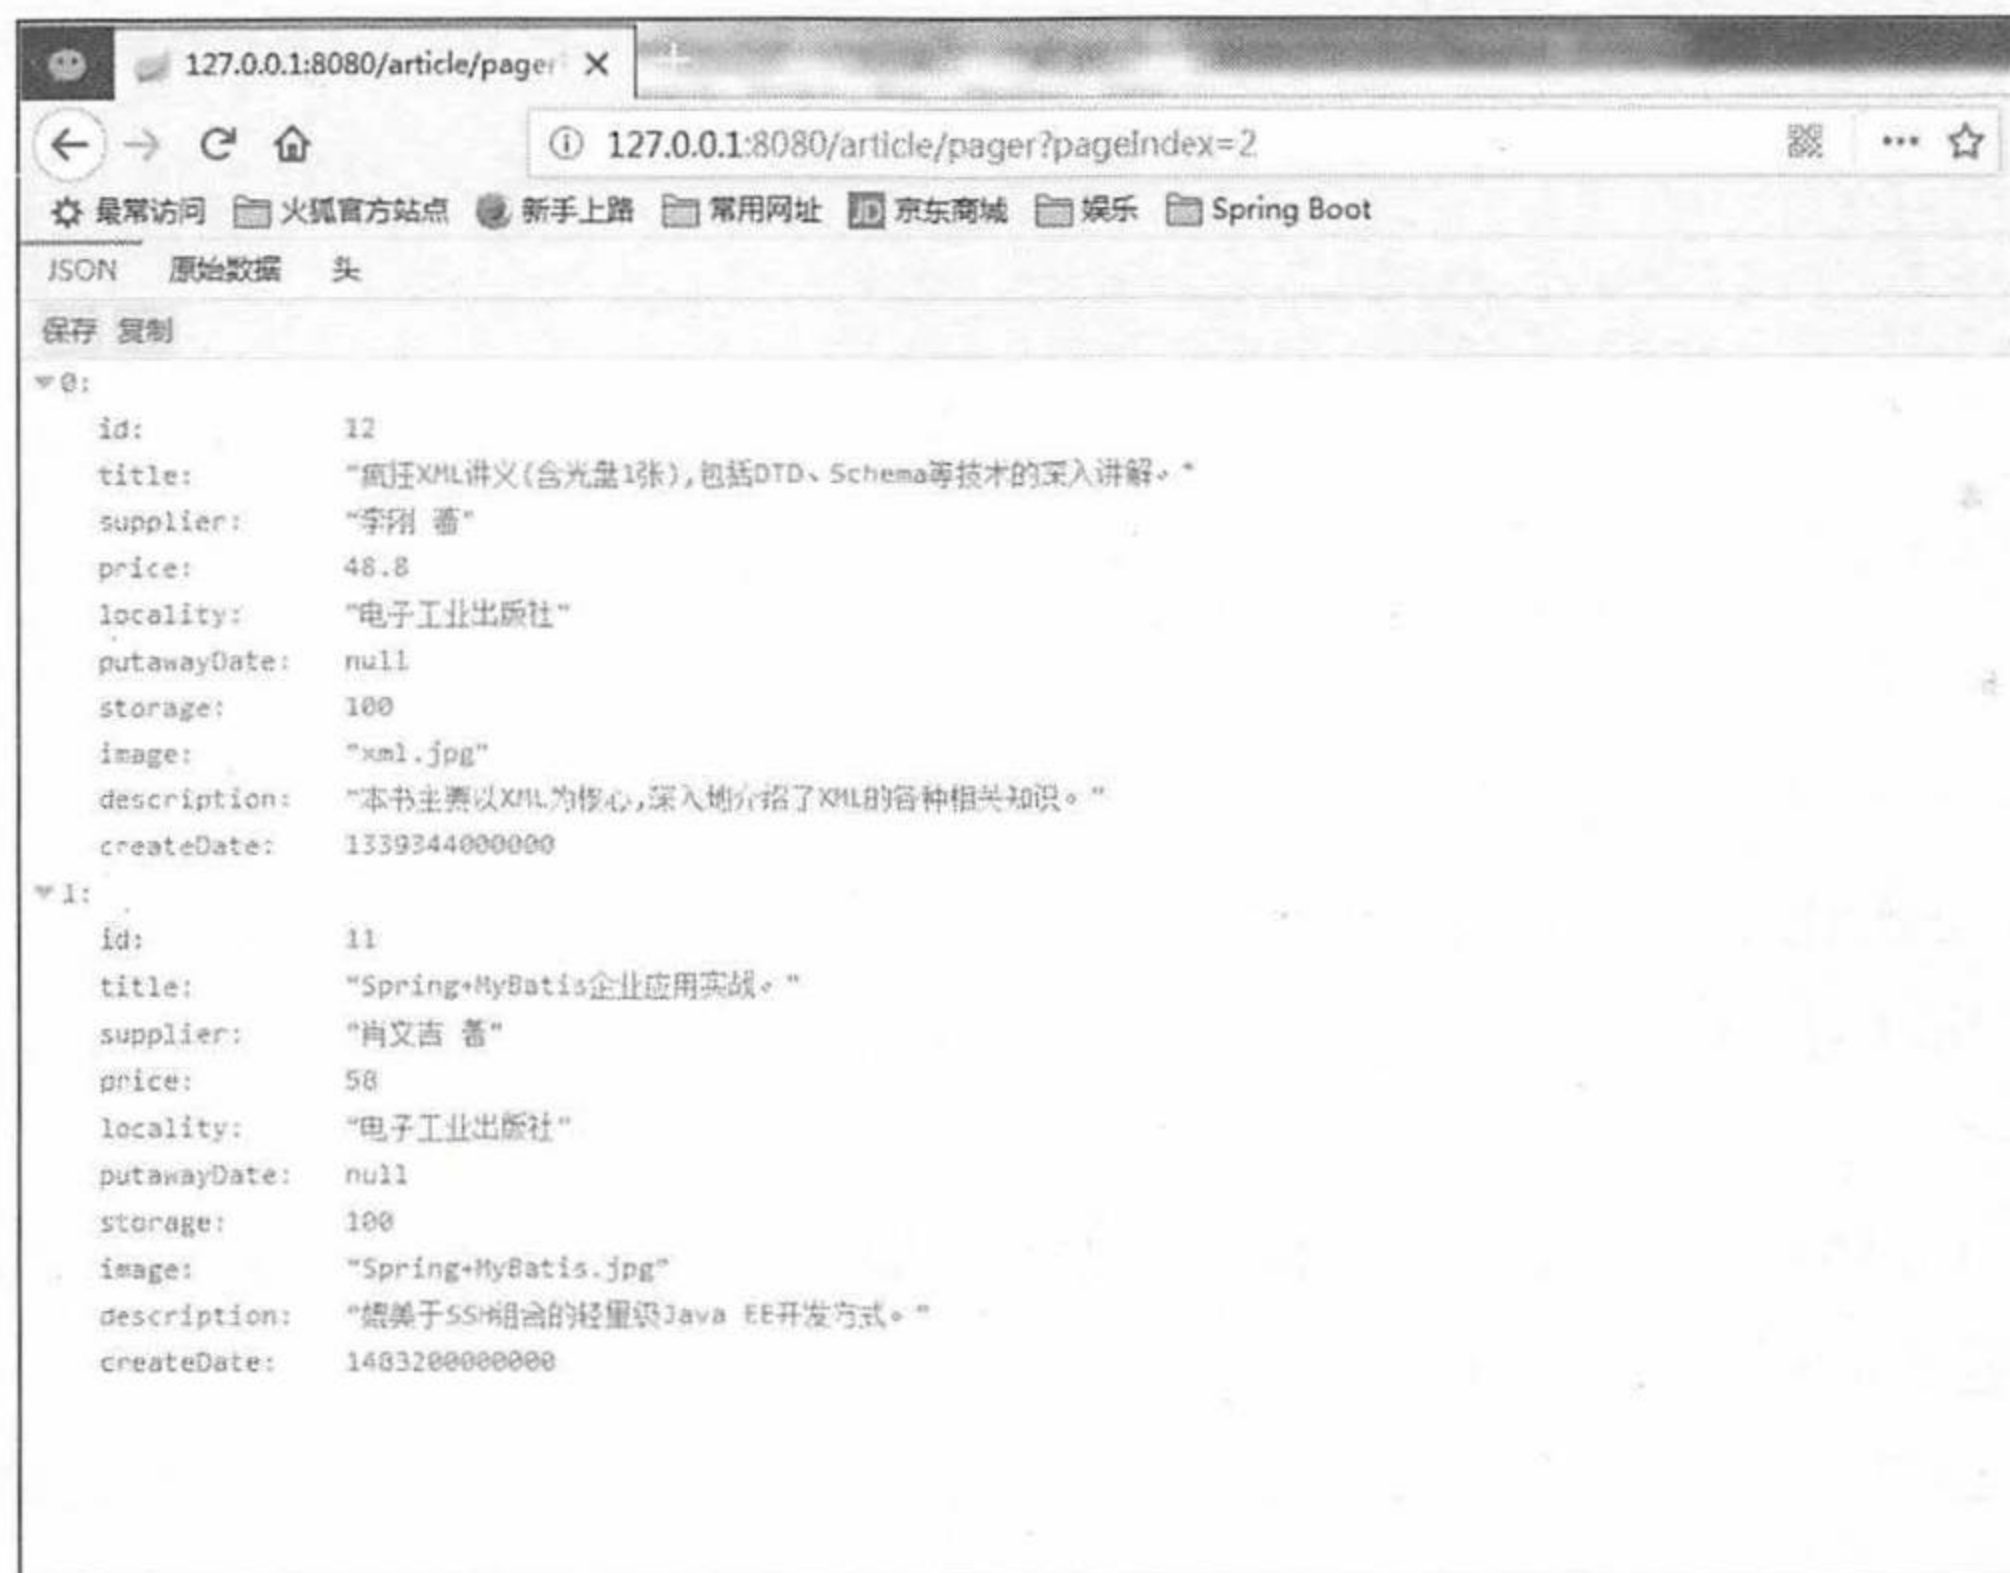 127.0.0.1:8080/article/pager
127.0.0.1:8080/article/pager?pageIndex=2
最常访问 火狐官方站点 新手上路 常用网址 JD 京东商城 娱乐 Spring Boot
JSON 原始数据 头
保存 复制
0:
id: 12
title: "疯狂XML讲义(含光盘1张),包括DTD、Schema等技术的深入讲解。"
supplier: "李刚 著"
price: 48.8
locality: "电子工业出版社"
putawayDate: null
storage: 100
image: "xml.jpg"
description: "本书主要以XML为核心,深入地介绍了XML的各种相关知识。"
createDate: 1339344000000
1:
id: 11
title: "Spring+MyBatis企业应用实战。"
supplier: "肖文吉 著"
price: 58
locality: "电子工业出版社"
putawayDate: null
storage: 100
image: "Spring+MyBatis.jpg"
description: "媲美于SSH组合的轻量级Java EE开发方式。"
createDate: 1483200000000